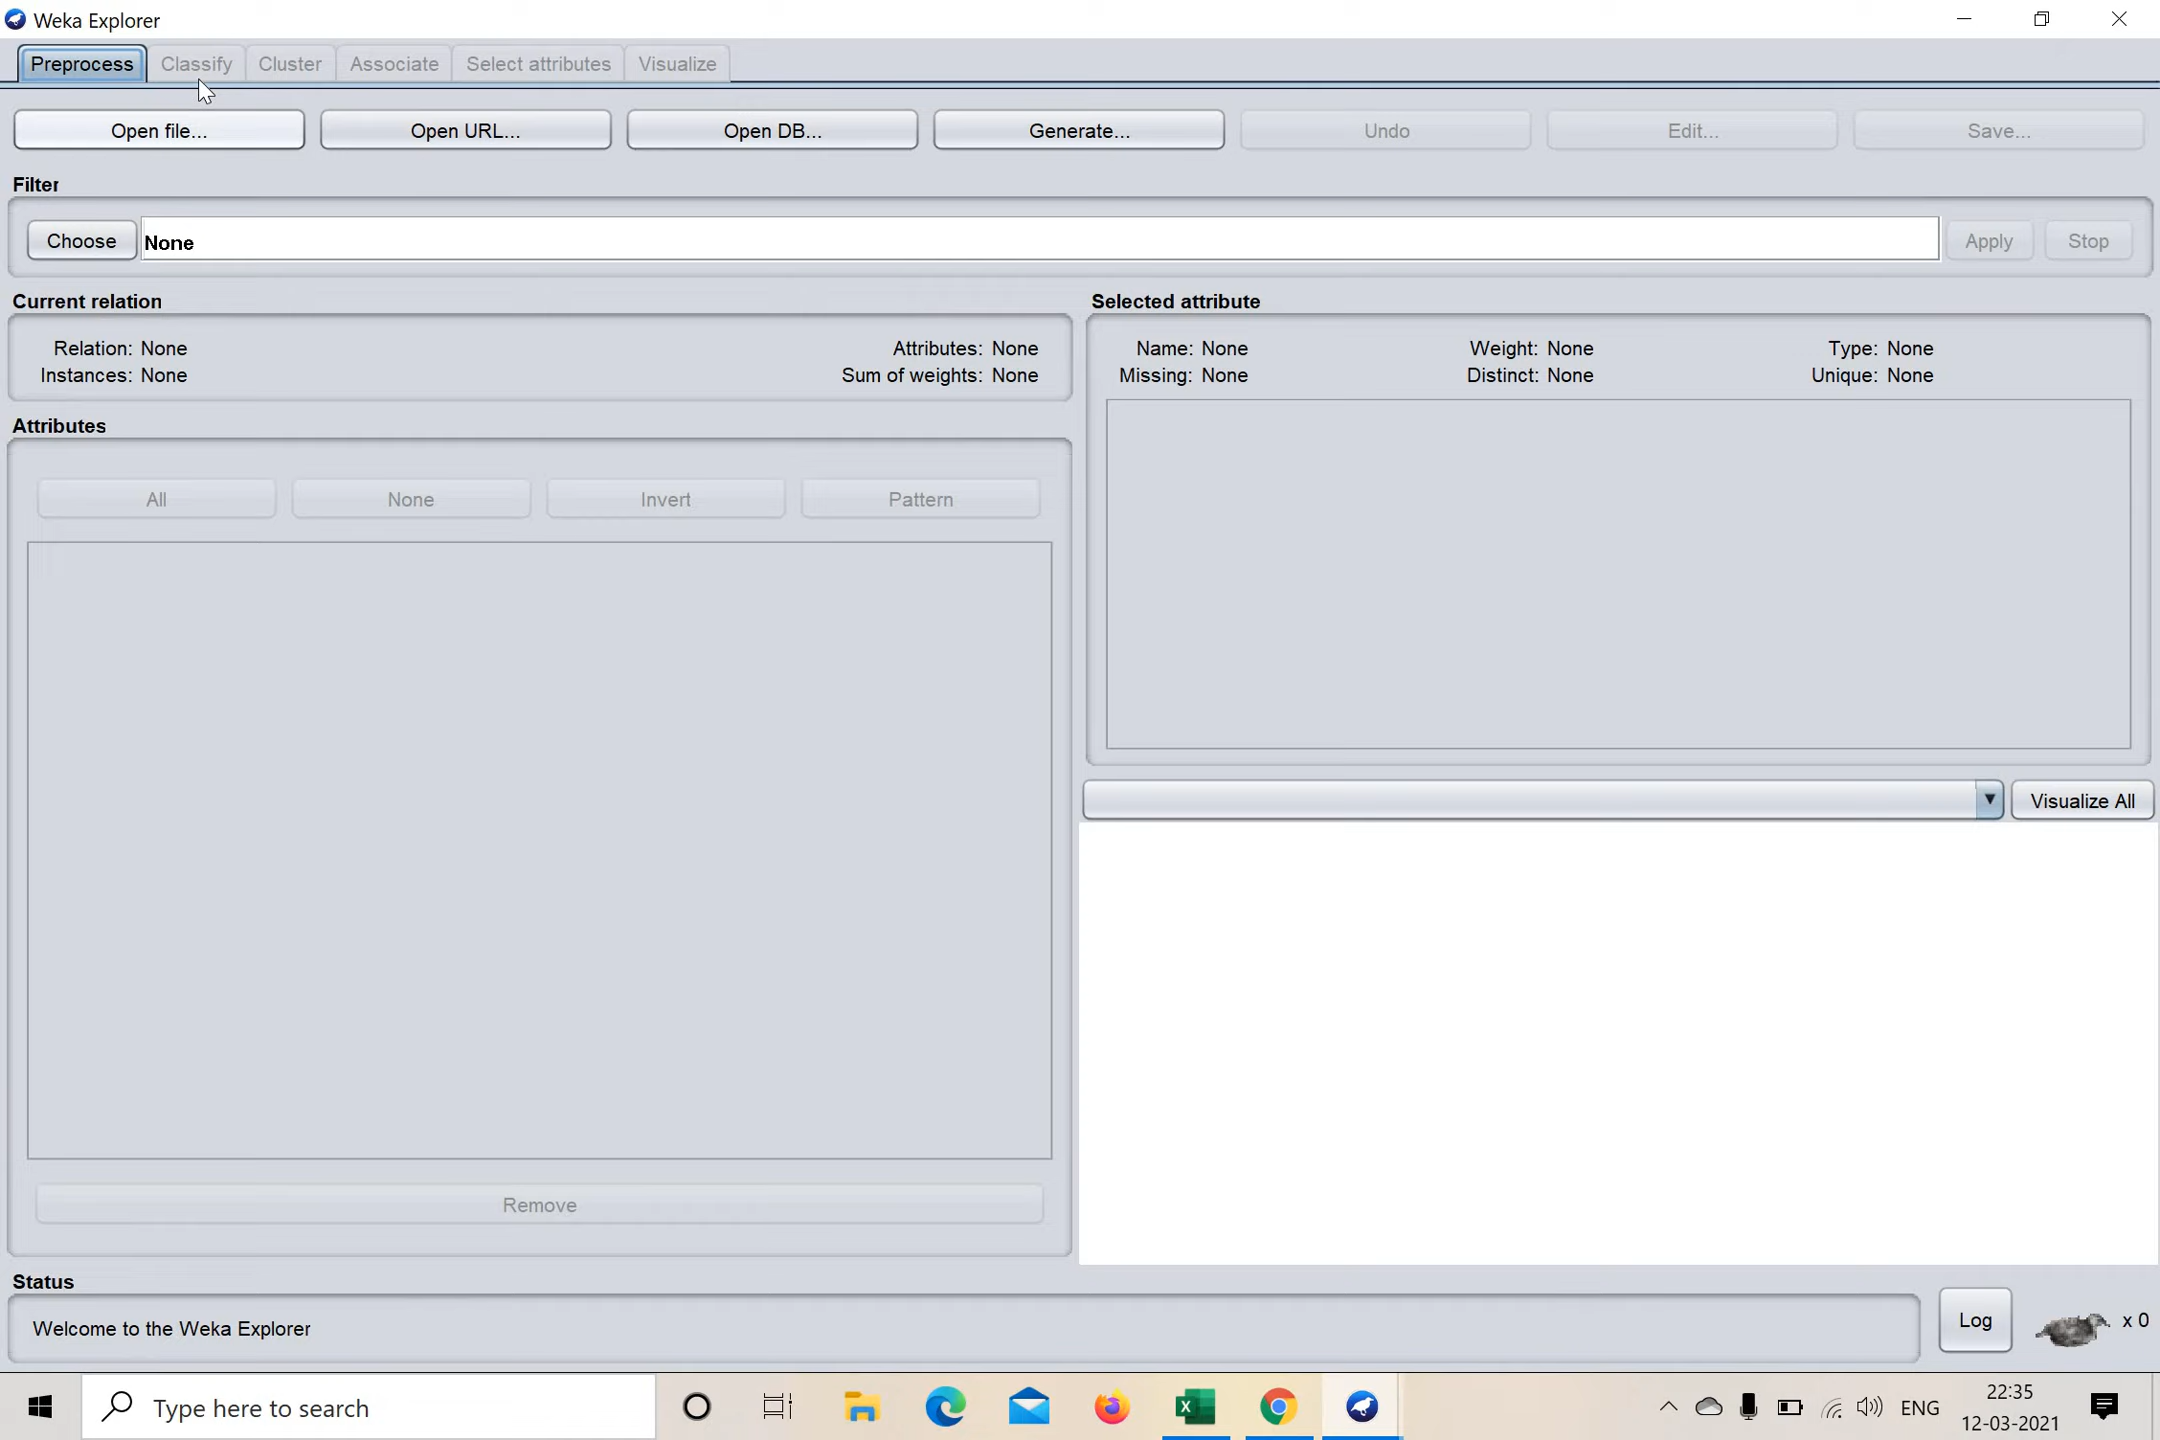 Weka Explorer
Preprocess Classify Cluster Associate Select attributes Visualize
Open file... Open URL... Open DB... Generate... Undo Edit... Save...
Filter
Choose None Apply Stop
Current relation
Relation: None Attributes: None
Instances: None Sum of weights: None
Selected attribute
Name: None Weight: None Type: None
Missing: None Distinct: None Unique: None
Attributes
All None Invert Pattern
Visualize All
Remove
Status
Welcome to the Weka Explorer
Log x 0
Type here to search
ENG
22:35
12-03-2021